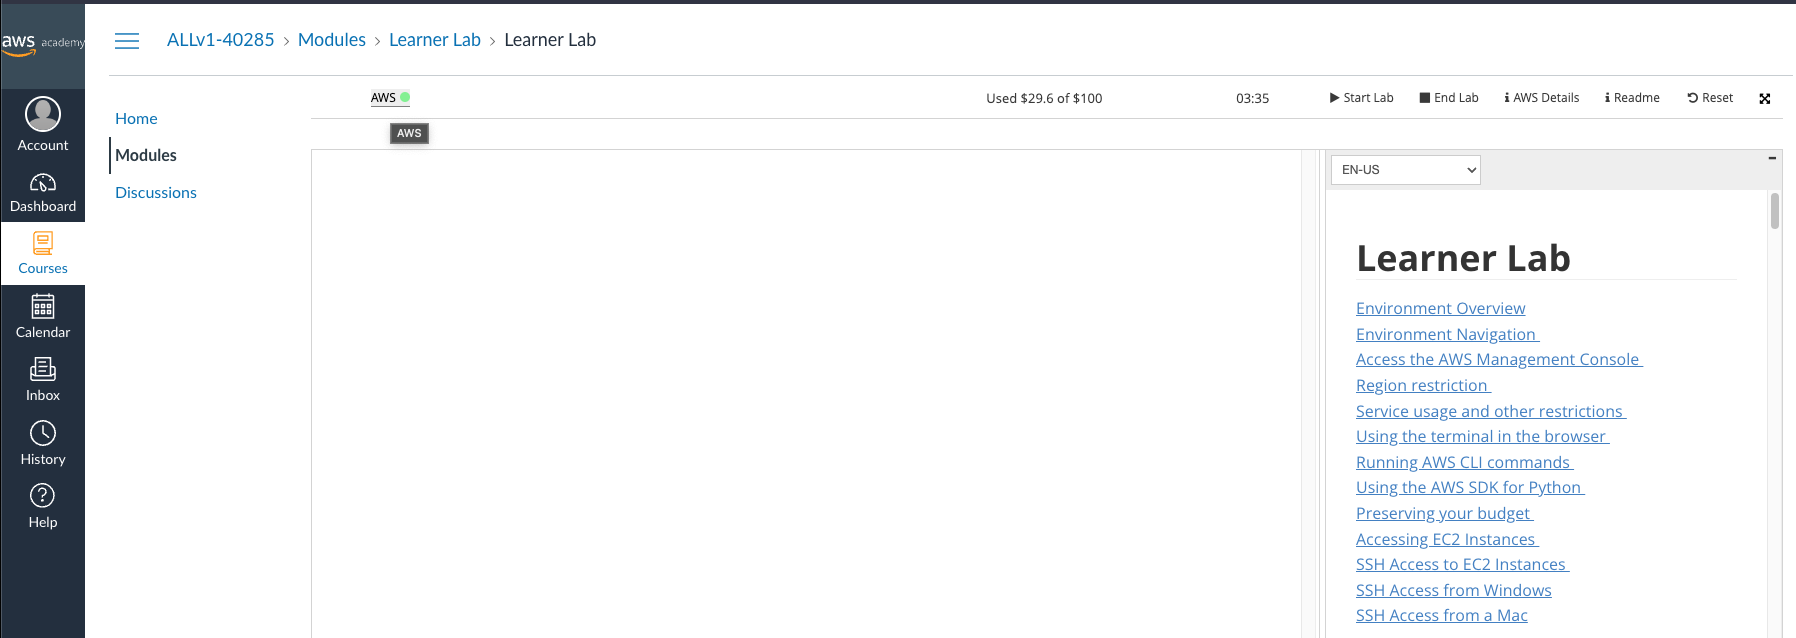 aws academy
ALLv1-40285 › Modules › Learner Lab › Learner Lab
AWS
Used $29.6 of $100
03:35
Start Lab
End Lab
AWS Details
Readme
Reset
AWS
Account
Dashboard
Courses
Calendar
Inbox
History
Help
Home
Modules
Discussions
EN-US
Learner Lab
Environment Overview
Environment Navigation
Access the AWS Management Console
Region restriction
Service usage and other restrictions
Using the terminal in the browser
Running AWS CLI commands
Using the AWS SDK for Python
Preserving your budget
Accessing EC2 Instances
SSH Access to EC2 Instances
SSH Access from Windows
SSH Access from a Mac